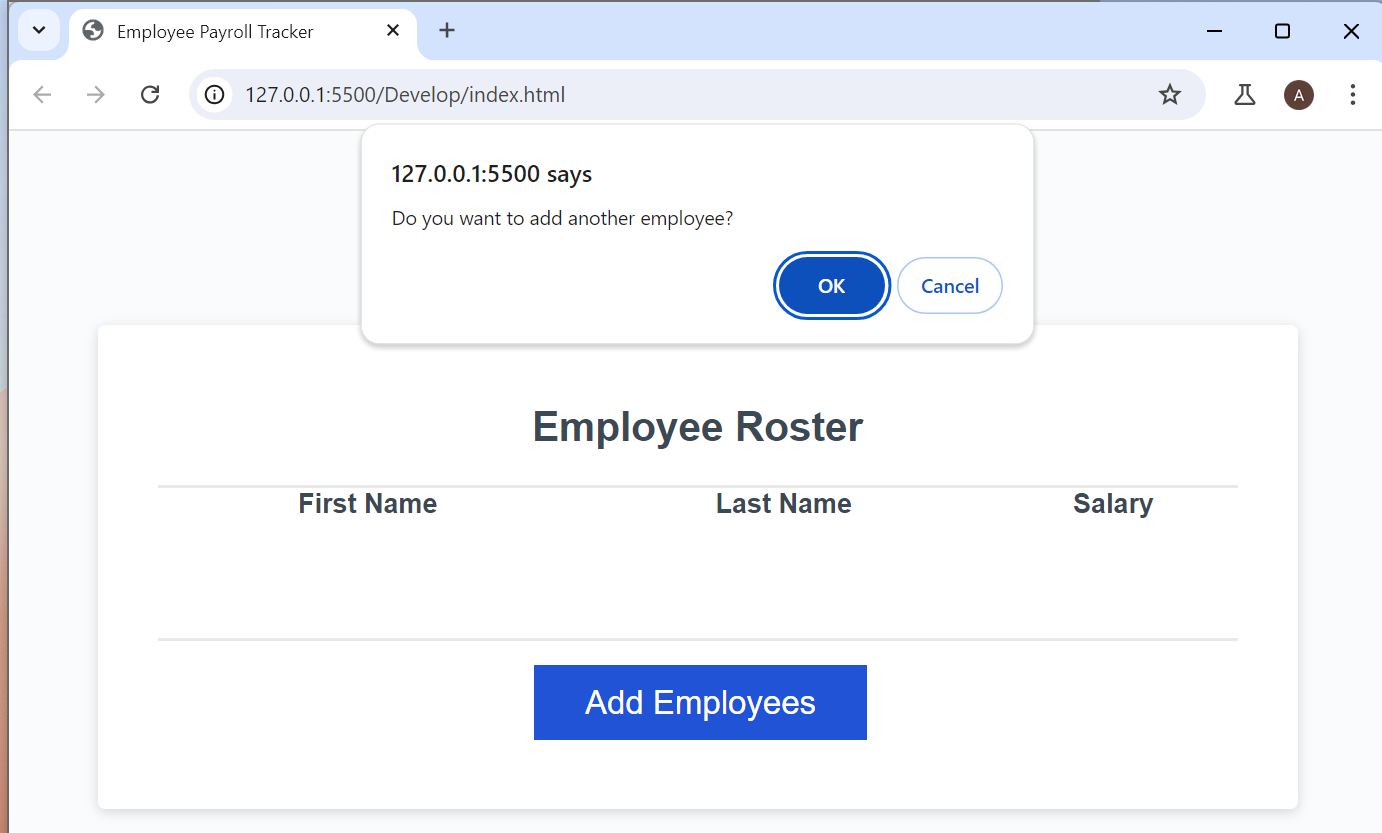 Employee Payroll Tracker
127.0.0.1:5500/Develop/index.html
A
127.0.0.1:5500 says
Do you want to add another employee?
OK Cancel
Employee Roster
First Name Last Name Salary
Add Employees